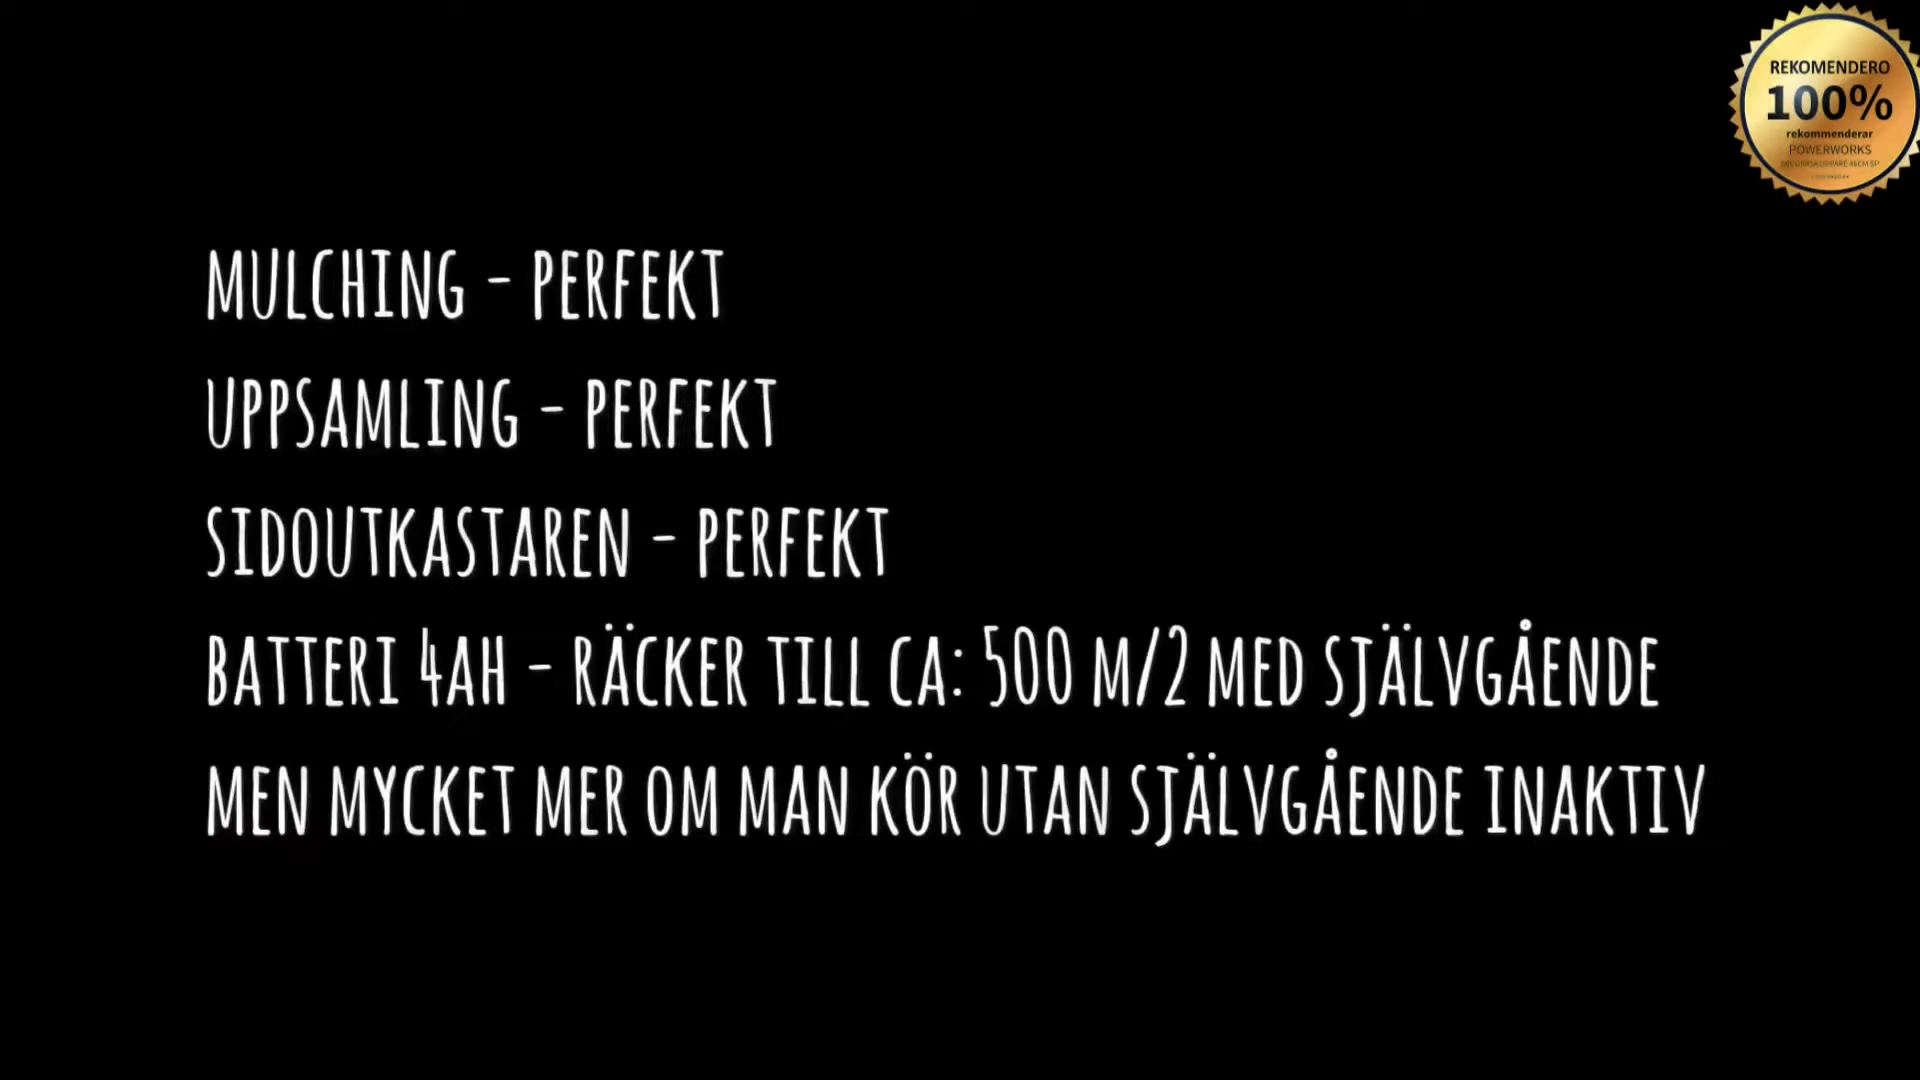 REKOMENDERO
100%
rekommenderar
POWERWORKS
MULCHING - PERFEKT
UPPSAMLING - PERFEKT
SIDOUTKASTAREN - PERFEKT
BATTERI 4AH - RÄCKER TILL CA: 500 M/2 MED SJÄLVGÅENDE
MEN MYCKET MER OM MAN KÖR UTAN SJÄLVGÅENDE INAKTIV